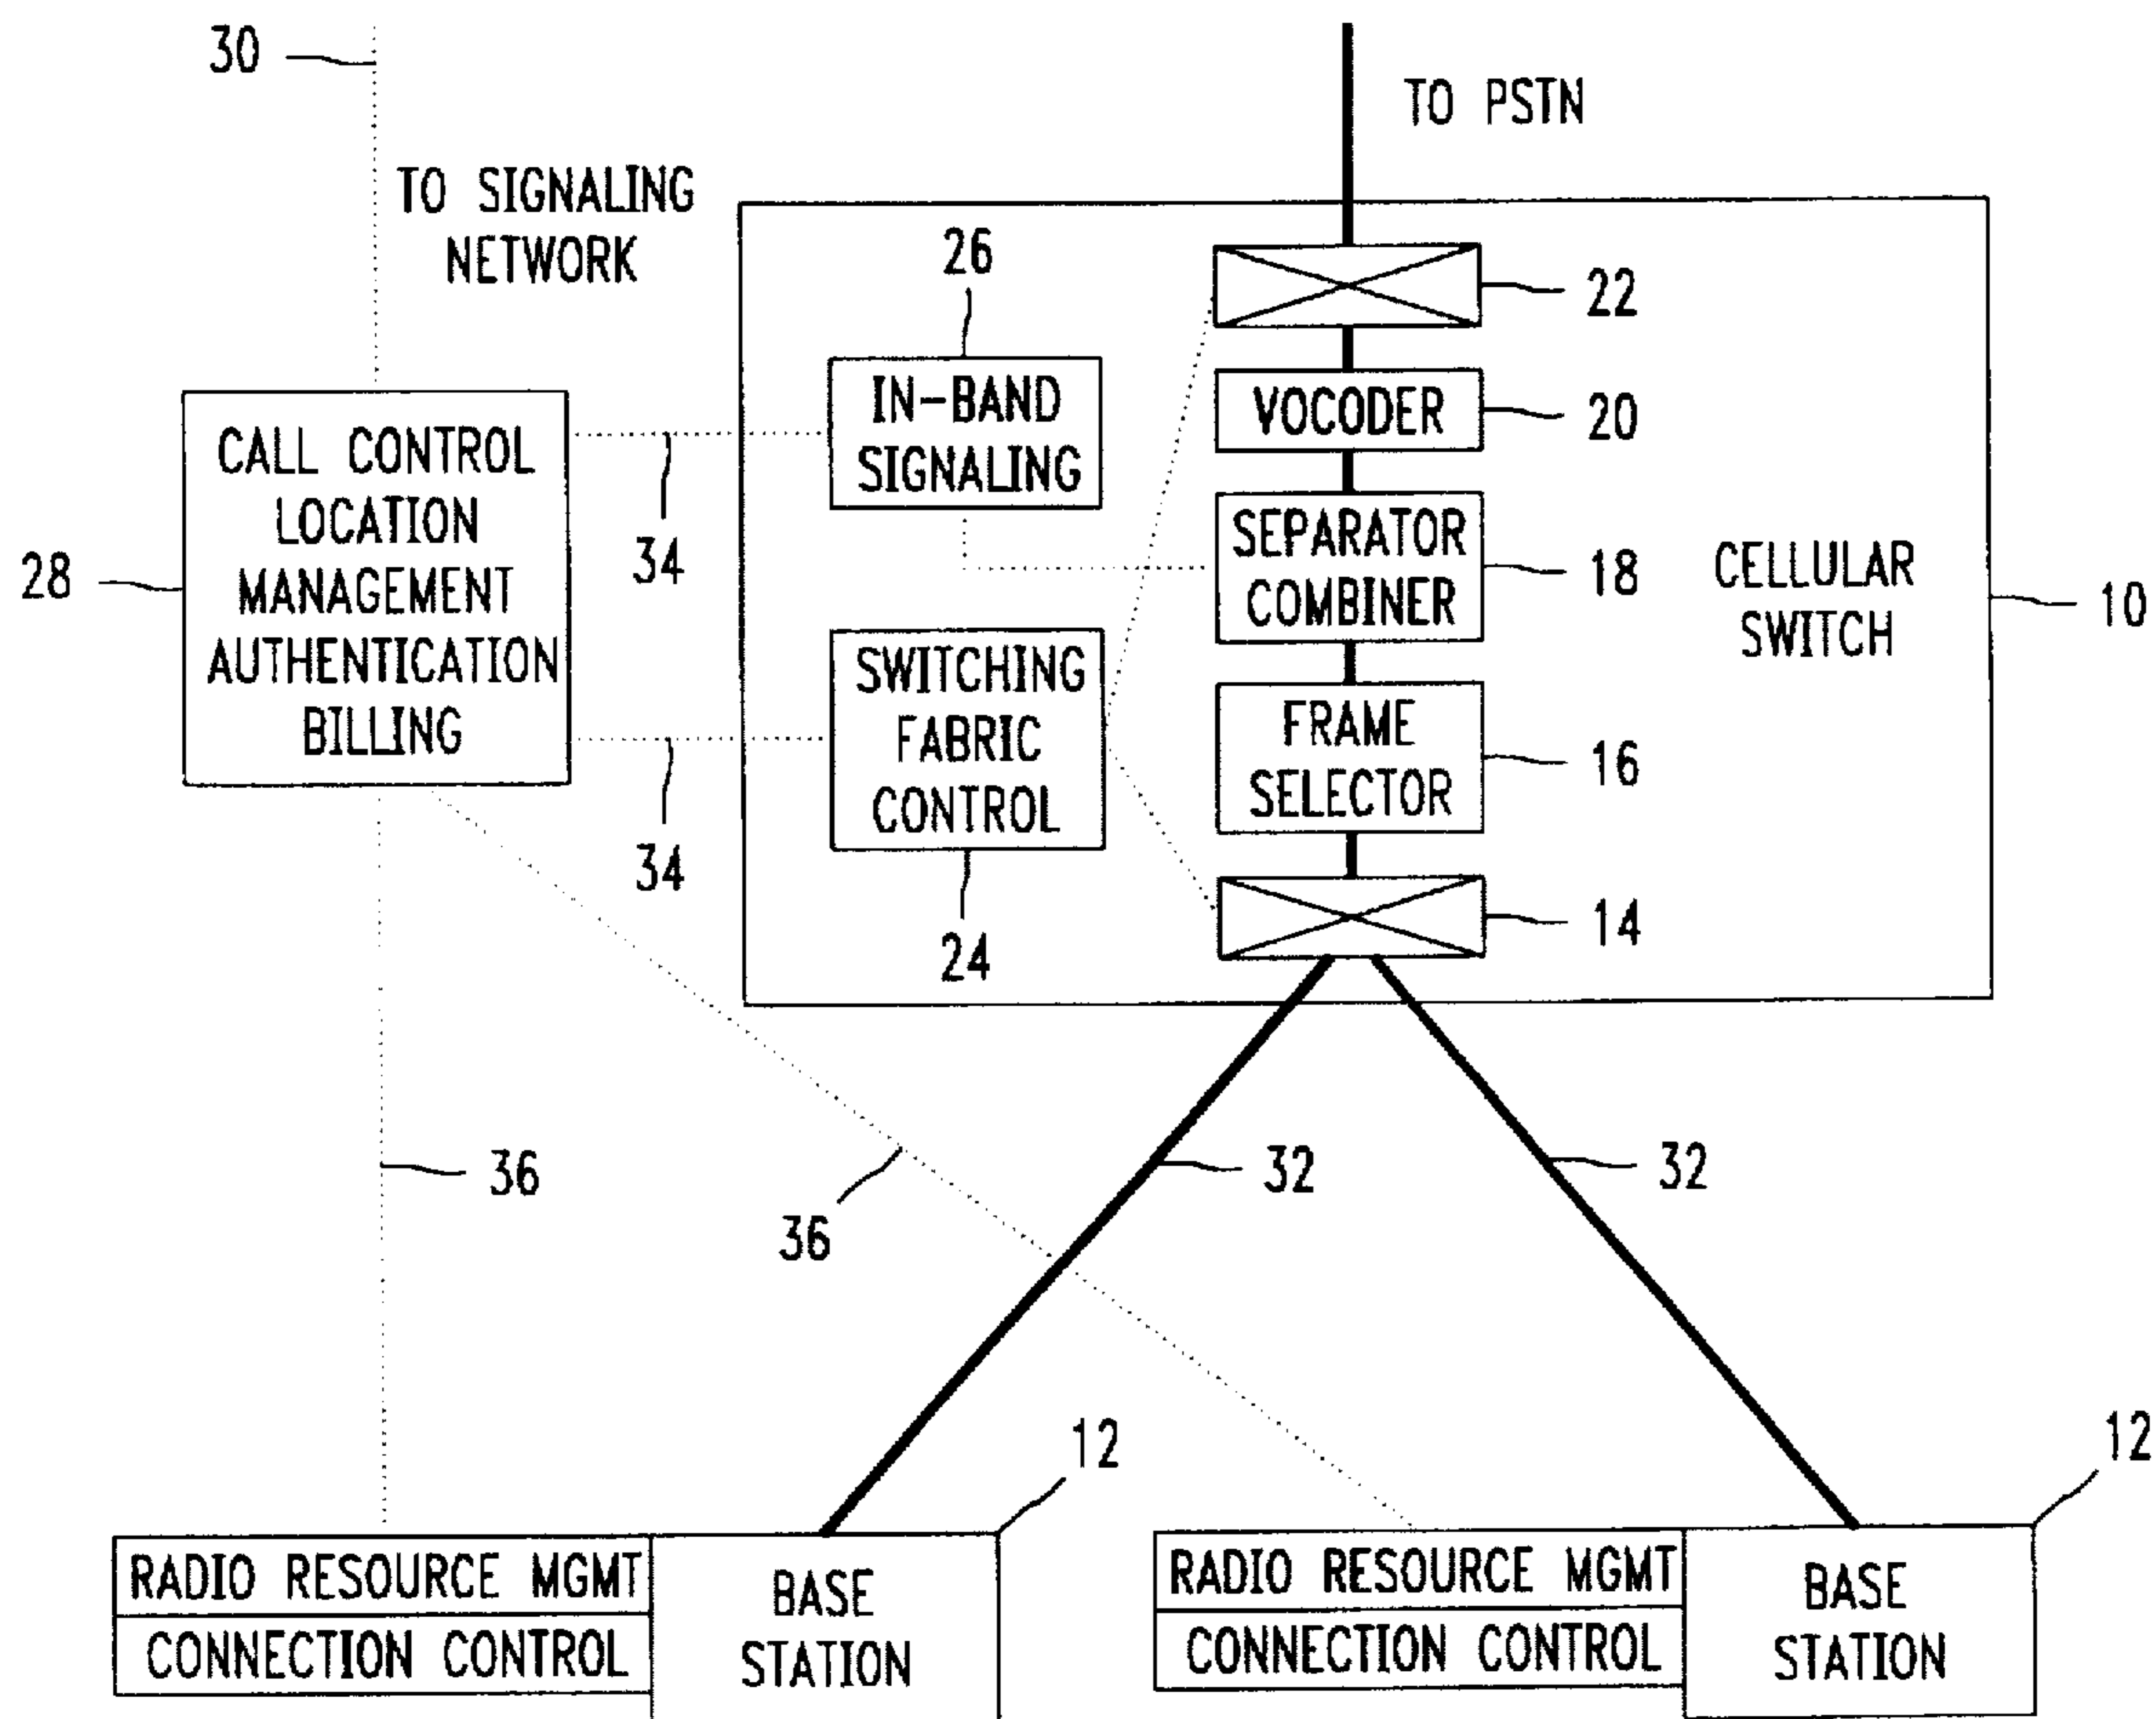 30
TO PSTN
TO SIGNALING
NETWORK
26
22
IN-BAND
SIGNALING
VOCODER
20
CALL CONTROL
LOCATION
MANAGEMENT
AUTHENTICATION
BILLING
28
34
SEPARATOR
COMBINER
18
CELLULAR
SWITCH
10
SWITCHING
FABRIC
CONTROL
FRAME
SELECTOR
16
34
24
14
36
36
32
32
12
12
RADIO RESOURCE MGMT
CONNECTION CONTROL
BASE
STATION
RADIO RESOURCE MGMT
CONNECTION CONTROL
BASE
STATION